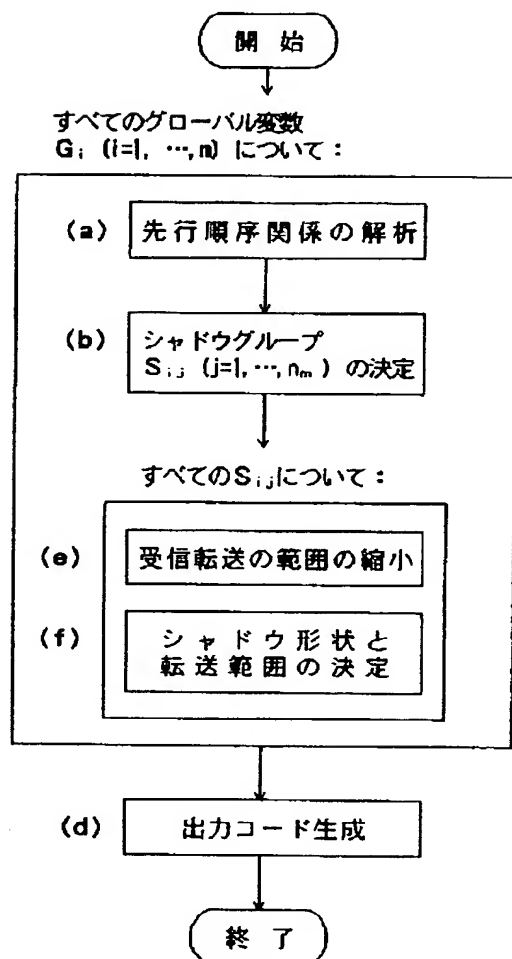 開始
すべてのグローバル変数
Gi (i=1, …,n) について:
(a) 先行順序関係の解析
(b) シャドウグループ
Sij (j=1,…,nm) の決定
すべてのSijについて:
(e) 受信転送の範囲の縮小
(f) シャドウ形状と
転送範囲の決定
(d) 出力コード生成
終了